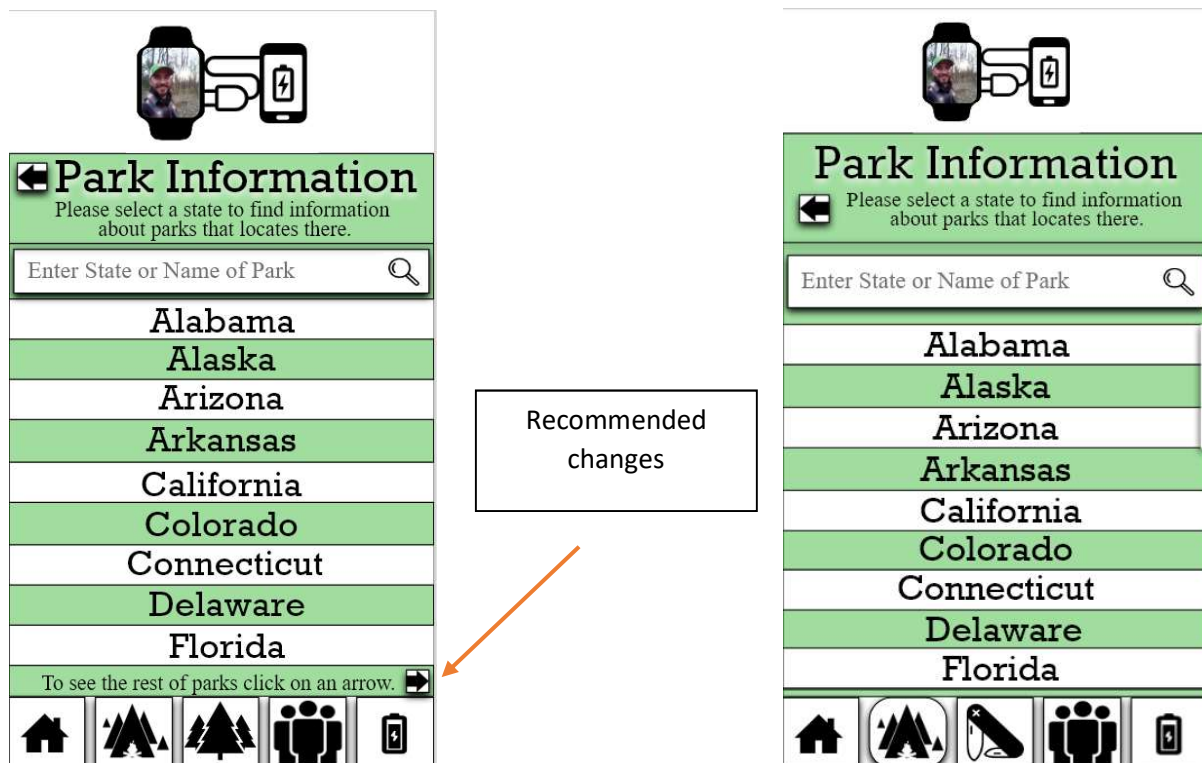 Park Information
Please select a state to find information
about parks that locates there.
Enter State or Name of Park
Alabama
Alaska
Arizona
Arkansas
California
Colorado
Connecticut
Delaware
Florida
To see the rest of parks click on an arrow.
Recommended
changes
Park Information
Please select a state to find information
about parks that locates there.
Enter State or Name of Park
Alabama
Alaska
Arizona
Arkansas
California
Colorado
Connecticut
Delaware
Florida